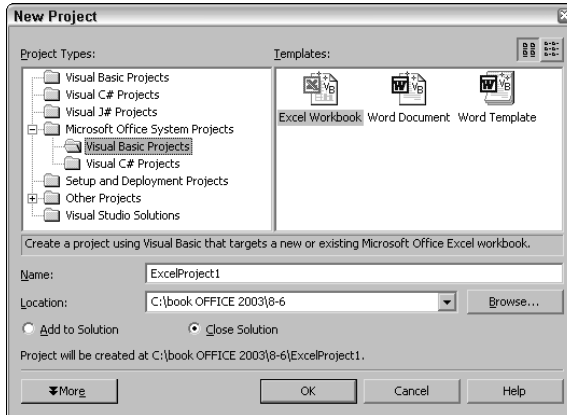 New Project
Project Types:
Templates:
Visual Basic Projects
Visual C# Projects
Visual J# Projects
Microsoft Office System Projects
Visual Basic Projects
Visual C# Projects
Setup and Deployment Projects
Other Projects
Visual Studio Solutions
Excel Workbook Word Document Word Template
Create a project using Visual Basic that targets a new or existing Microsoft Office Excel workbook.
Name: ExcelProject1
Location: C:\book OFFICE 2003\8-6 Browse...
Add to Solution Close Solution
Project will be created at C:\book OFFICE 2003\8-6\ExcelProject1.
More OK Cancel Help